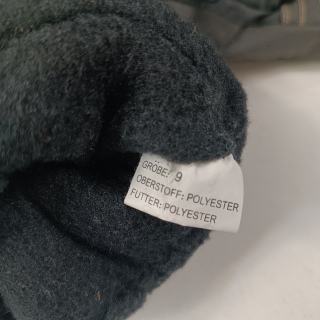 GRÖßE: 9
OBERSTOFF: POLYESTER
FUTTER: POLYESTER